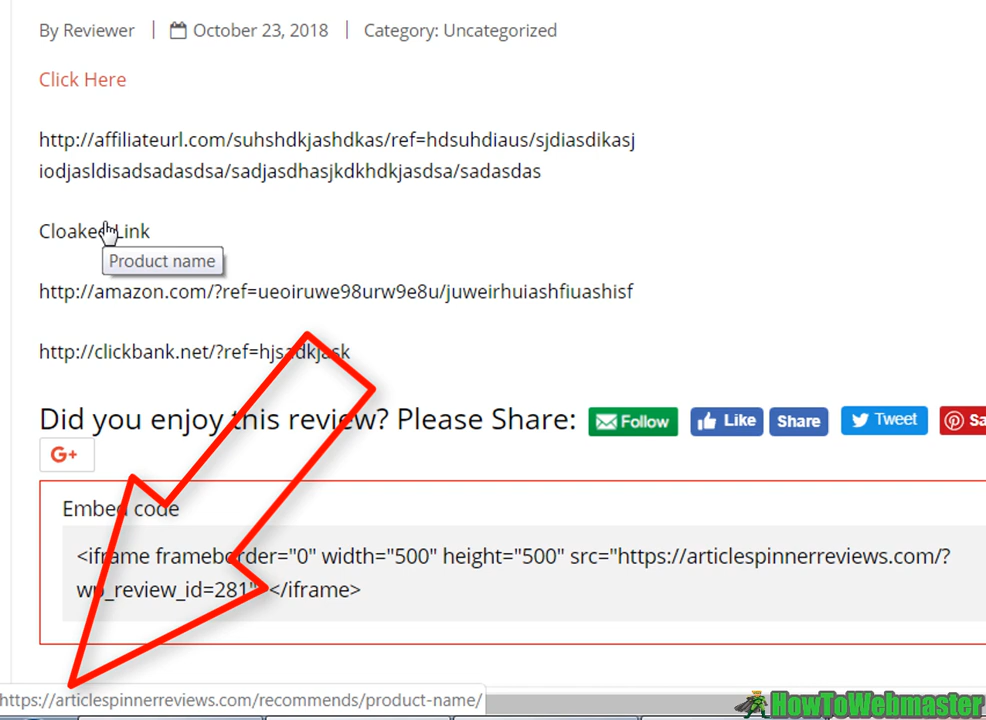 By Reviewer | October 23, 2018 | Category: Uncategorized
Click Here
http://affiliateurl.com/suhshdkjashdkas/ref=hdsuhdiaus/sjdiasdikasj
iodjasldisadsadasdsa/sadjasdhasjkdkhdkjasdsa/sadasdas
Cloaked Link
Product name
http://amazon.com/?ref=ueoiruwe98urw9e8u/juweirhuiashfiuashisf
http://clickbank.net/?ref=hjsadkjask
Did you enjoy this review? Please Share: Follow Like Share Tweet Sa
G+
Embed code
<iframe frameborder="0" width="500" height="500" src="https://articlespinnerreviews.com/?
wp_review_id=281" ></iframe>
https://articlespinnerreviews.com/recommends/product-name/
HowToWebmaster